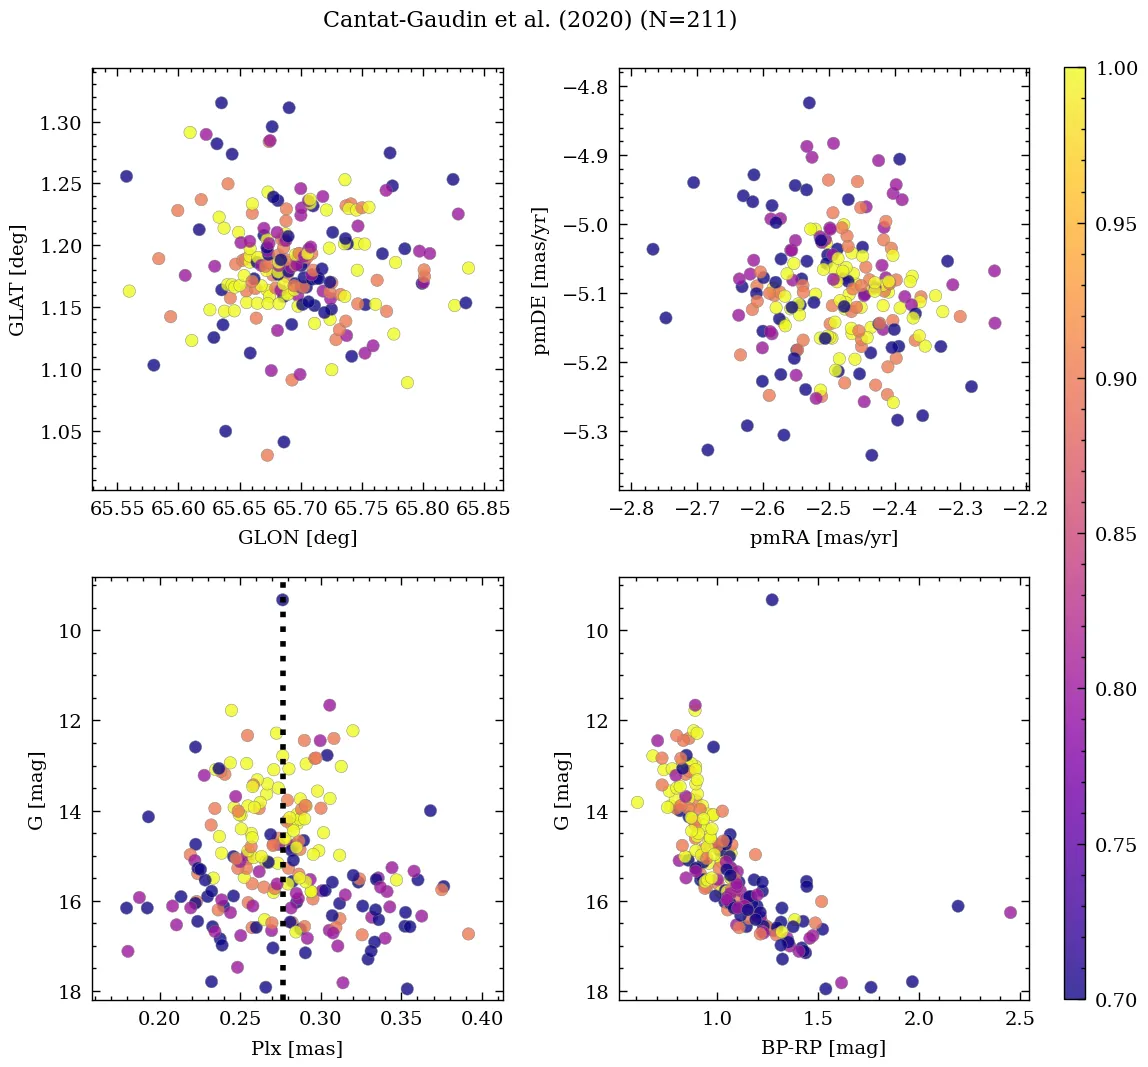 Cantat-Gaudin et al. (2020) (N=211)
1.30
1.25
1.20
1.15
1.10
1.05
GLAT [deg]
65.55 65.60 65.65 65.70 65.75 65.80 65.85
GLON [deg]
−4.8
−4.9
−5.0
−5.1
−5.2
−5.3
pmDE [mas/yr]
−2.8 −2.7 −2.6 −2.5 −2.4 −2.3 −2.2
pmRA [mas/yr]
10
12
14
16
18
G [mag]
0.20 0.25 0.30 0.35 0.40
Plx [mas]
10
12
14
16
18
G [mag]
1.0 1.5 2.0 2.5
BP-RP [mag]
1.00
0.95
0.90
0.85
0.80
0.75
0.70